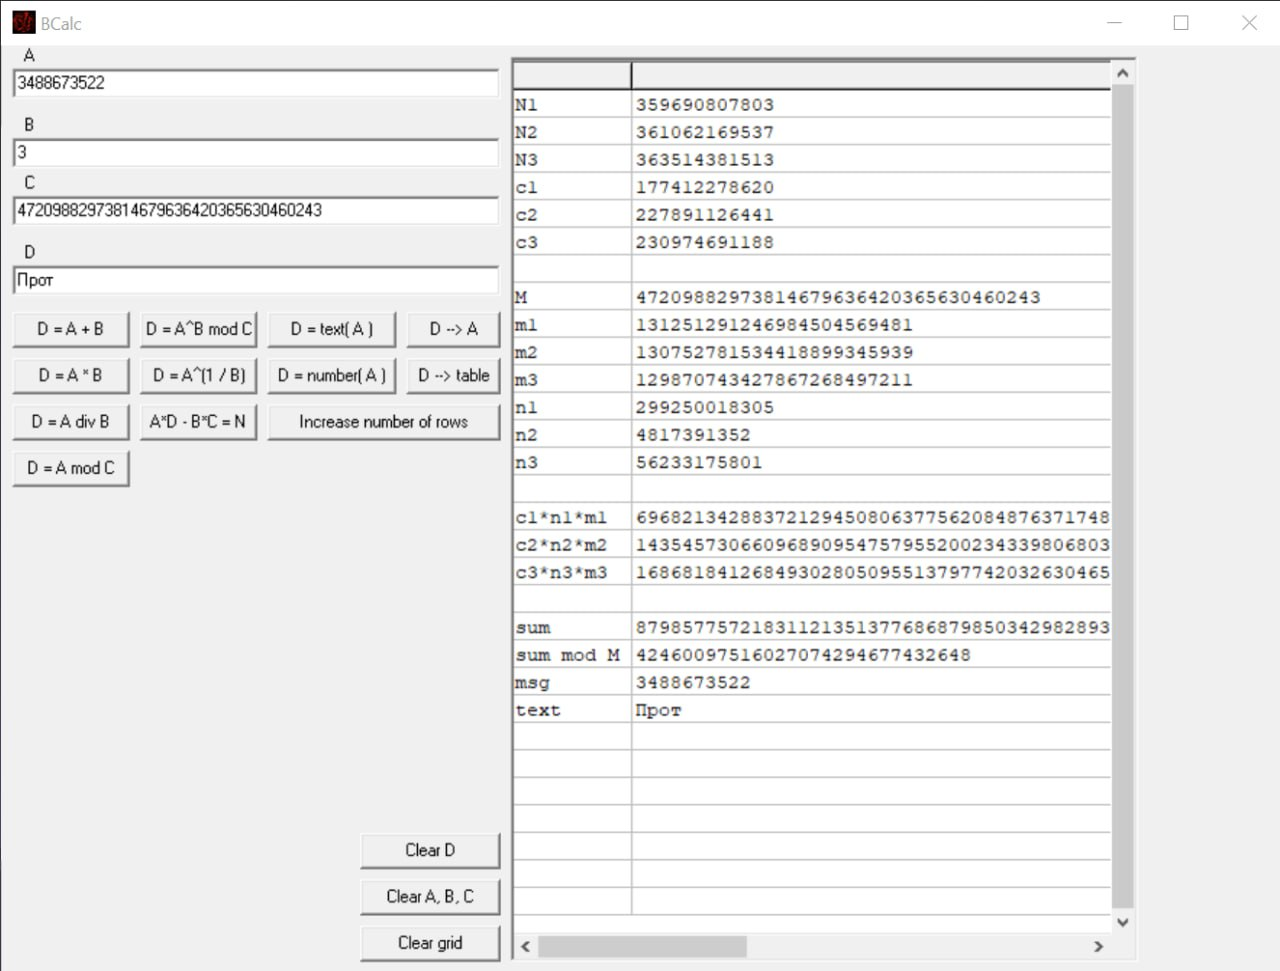 BCalc
A
3488673522
B
3
C
47209882973814679636420365630460243
D
Прот
D = A + B
D = A^B mod C
D = text( A )
D --> A
D = A * B
D = A^(1 / B)
D = number( A )
D --> table
D = A div B
A*D - B*C = N
Increase number of rows
D = A mod C
Clear D
Clear A, B, C
Clear grid
N1 359690807803
N2 361062169537
N3 363514381513
c1 177412278620
c2 227891126441
c3 230974691188
M 47209882973814679636420365630460243
m1 131251291246984504569481
m2 130752781534418899345939
m3 129870743427867268497211
n1 299250018305
n2 4817391352
n3 56233175801
c1*n1*m1 69682134288372129450806377562084876371748
c2*n2*m2 14354573066096890954757955200234339806803
c3*n3*m3 16868184126849302805095513797742032630465
sum 87985775721831121351377686879850342982893
sum mod M 42460097516027074294677432648
msg 3488673522
text Прот